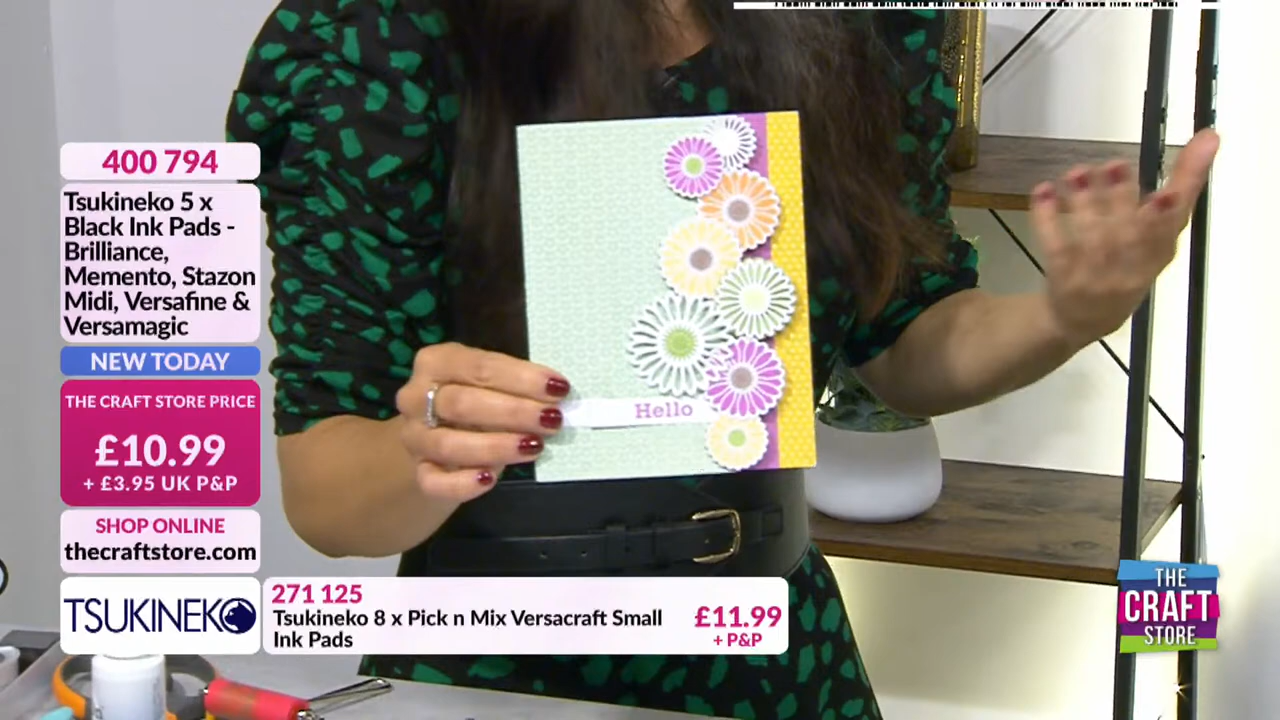 400 794
Tsukineko 5 x
Black Ink Pads -
Brilliance,
Memento, Stazon
Midi, Versafine &
Versamagic
NEW TODAY
THE CRAFT STORE PRICE
£10.99
+ £3.95 UK P&P
SHOP ONLINE
thecraftstore.com
TSUKINEKO
271 125
Tsukineko 8 x Pick n Mix Versacraft Small
Ink Pads
£11.99
+ P&P
Hello
THE
CRAFT
STORE